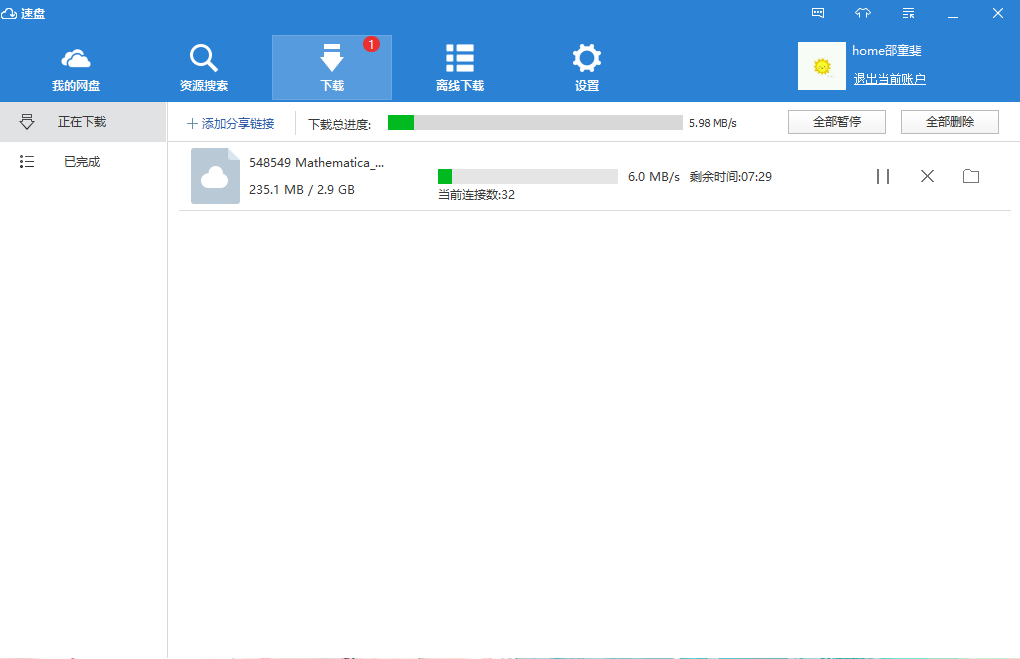 速盘
我的网盘
资源搜索
1
下载
离线下载
设置
home邵童斐
退出当前账户
正在下载
已完成
添加分享链接
下载总进度:
5.98 MB/s
全部暂停
全部删除
548549 Mathematica_...
235.1 MB / 2.9 GB
6.0 MB/s 剩余时间:07:29
当前连接数:32